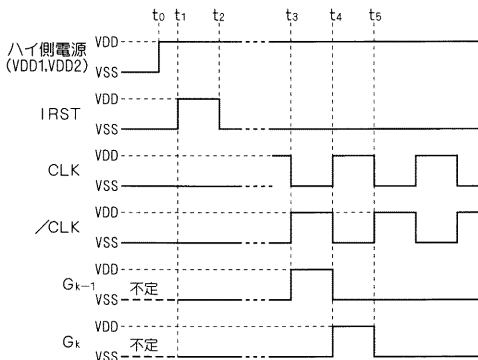 t0 t1 t2 t3 t4 t5
ハイ側電源 VDD
(VDD1,VDD2) VSS
IRST VDD
VSS
CLK VDD
VSS
/CLK VDD
VSS
Gk-1 VDD
不定
VSS
Gk VDD
不定
VSS